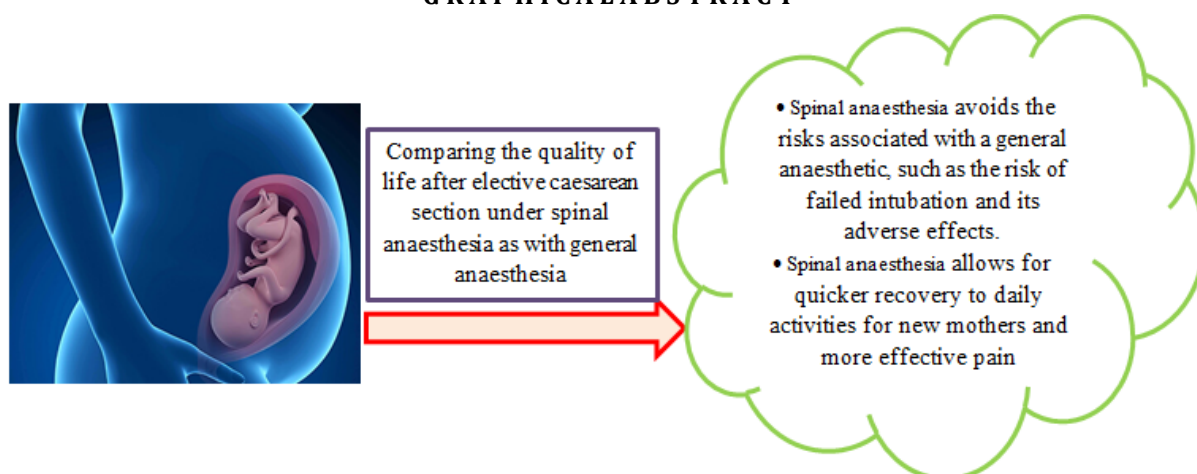 GRAPHICAL ABSTRACT
Comparing the quality of
life after elective caesarean
section under spinal
anaesthesia as with general
anaesthesia
• Spinal anaesthesia avoids the
risks associated with a general
anaesthetic, such as the risk of
failed intubation and its
adverse effects.
• Spinal anaesthesia allows for
quicker recovery to daily
activities for new mothers and
more effective pain